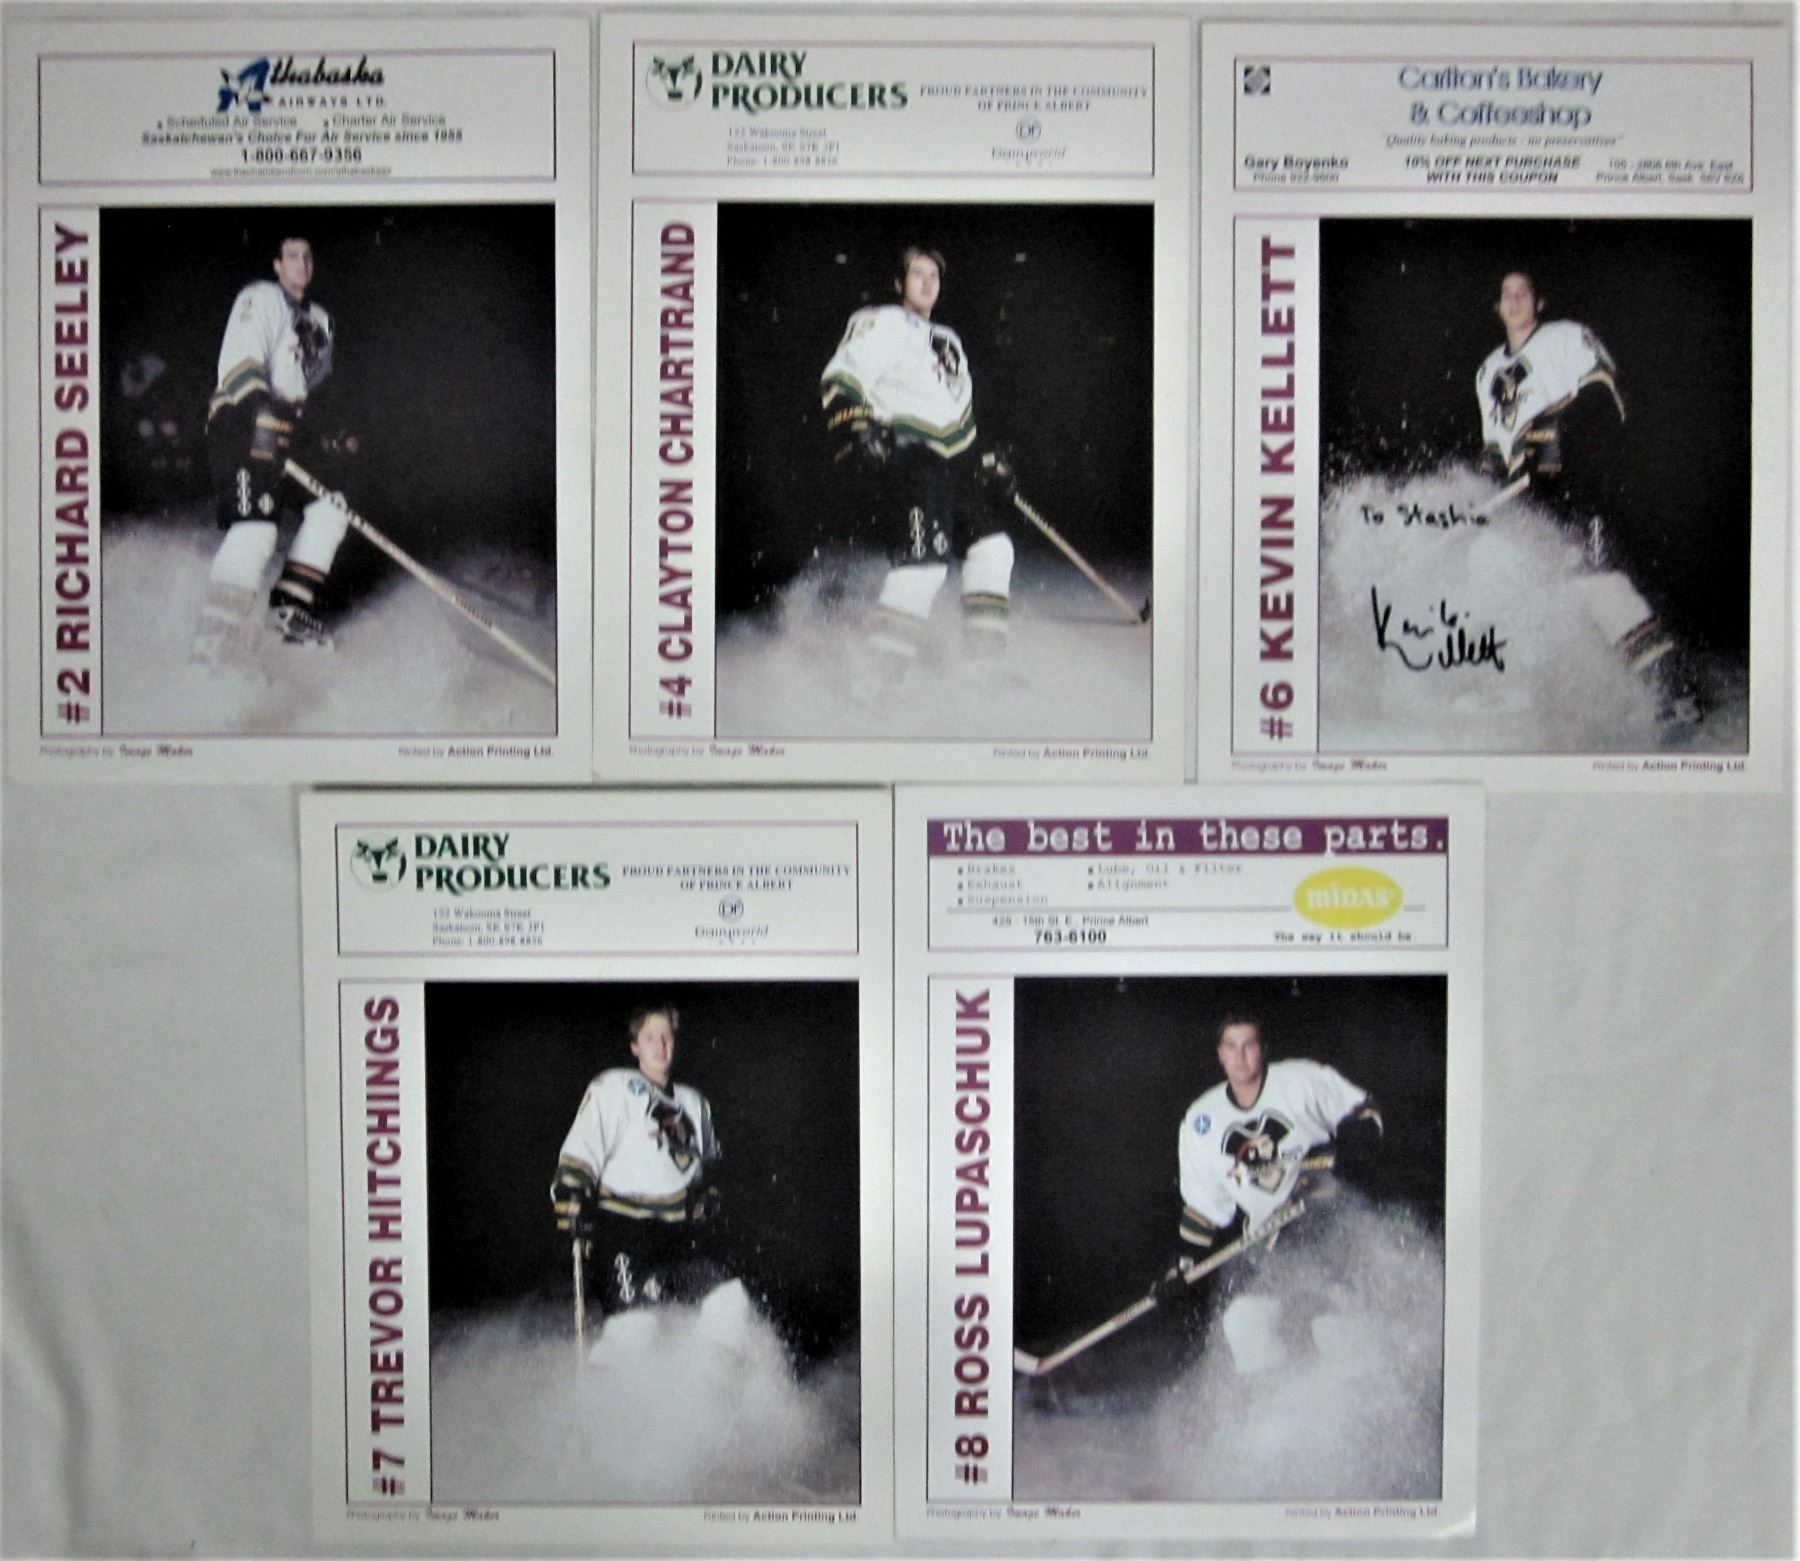 Athabaska
AIRWAYS LTD.
Scheduled Air Service Charter Air Service
Saskatchewan's Choice For Air Service since 1955
1-800-667-9356
#2 RICHARD SEELEY
Photography by Image Maker
Printed by Action Printing Ltd.
DAIRY
PRODUCERS
PROUD PARTNERS IN THE COMMUNITY
OF PRINCE ALBERT
Dairyworld
#4 CLAYTON CHARTRAND
Photography by Image Maker
Printed by Action Printing Ltd.
Carlton's Bakery
& Coffeeshop
"Quality baking products - no preservatives"
Gary Boyenko
10% OFF NEXT PURCHASE
WITH THIS COUPON
Prince Albert, Sask.
#6 KEVIN KELLETT
To Stashia
Photography by Image Maker
Printed by Action Printing Ltd.
DAIRY
PRODUCERS
PROUD PARTNERS IN THE COMMUNITY
OF PRINCE ALBERT
Dairyworld
#7 TREVOR HITCHINGS
Photography by Image Maker
Printed by Action Printing Ltd.
The best in these parts.
Brakes
Exhaust
Suspension
Lube, Oil & Filter
Alignment
MIDAS
15th St. E., Prince Albert
763-6100
The way it should be.
#8 ROSS LUPASCHUK
Photography by Image Maker
Printed by Action Printing Ltd.